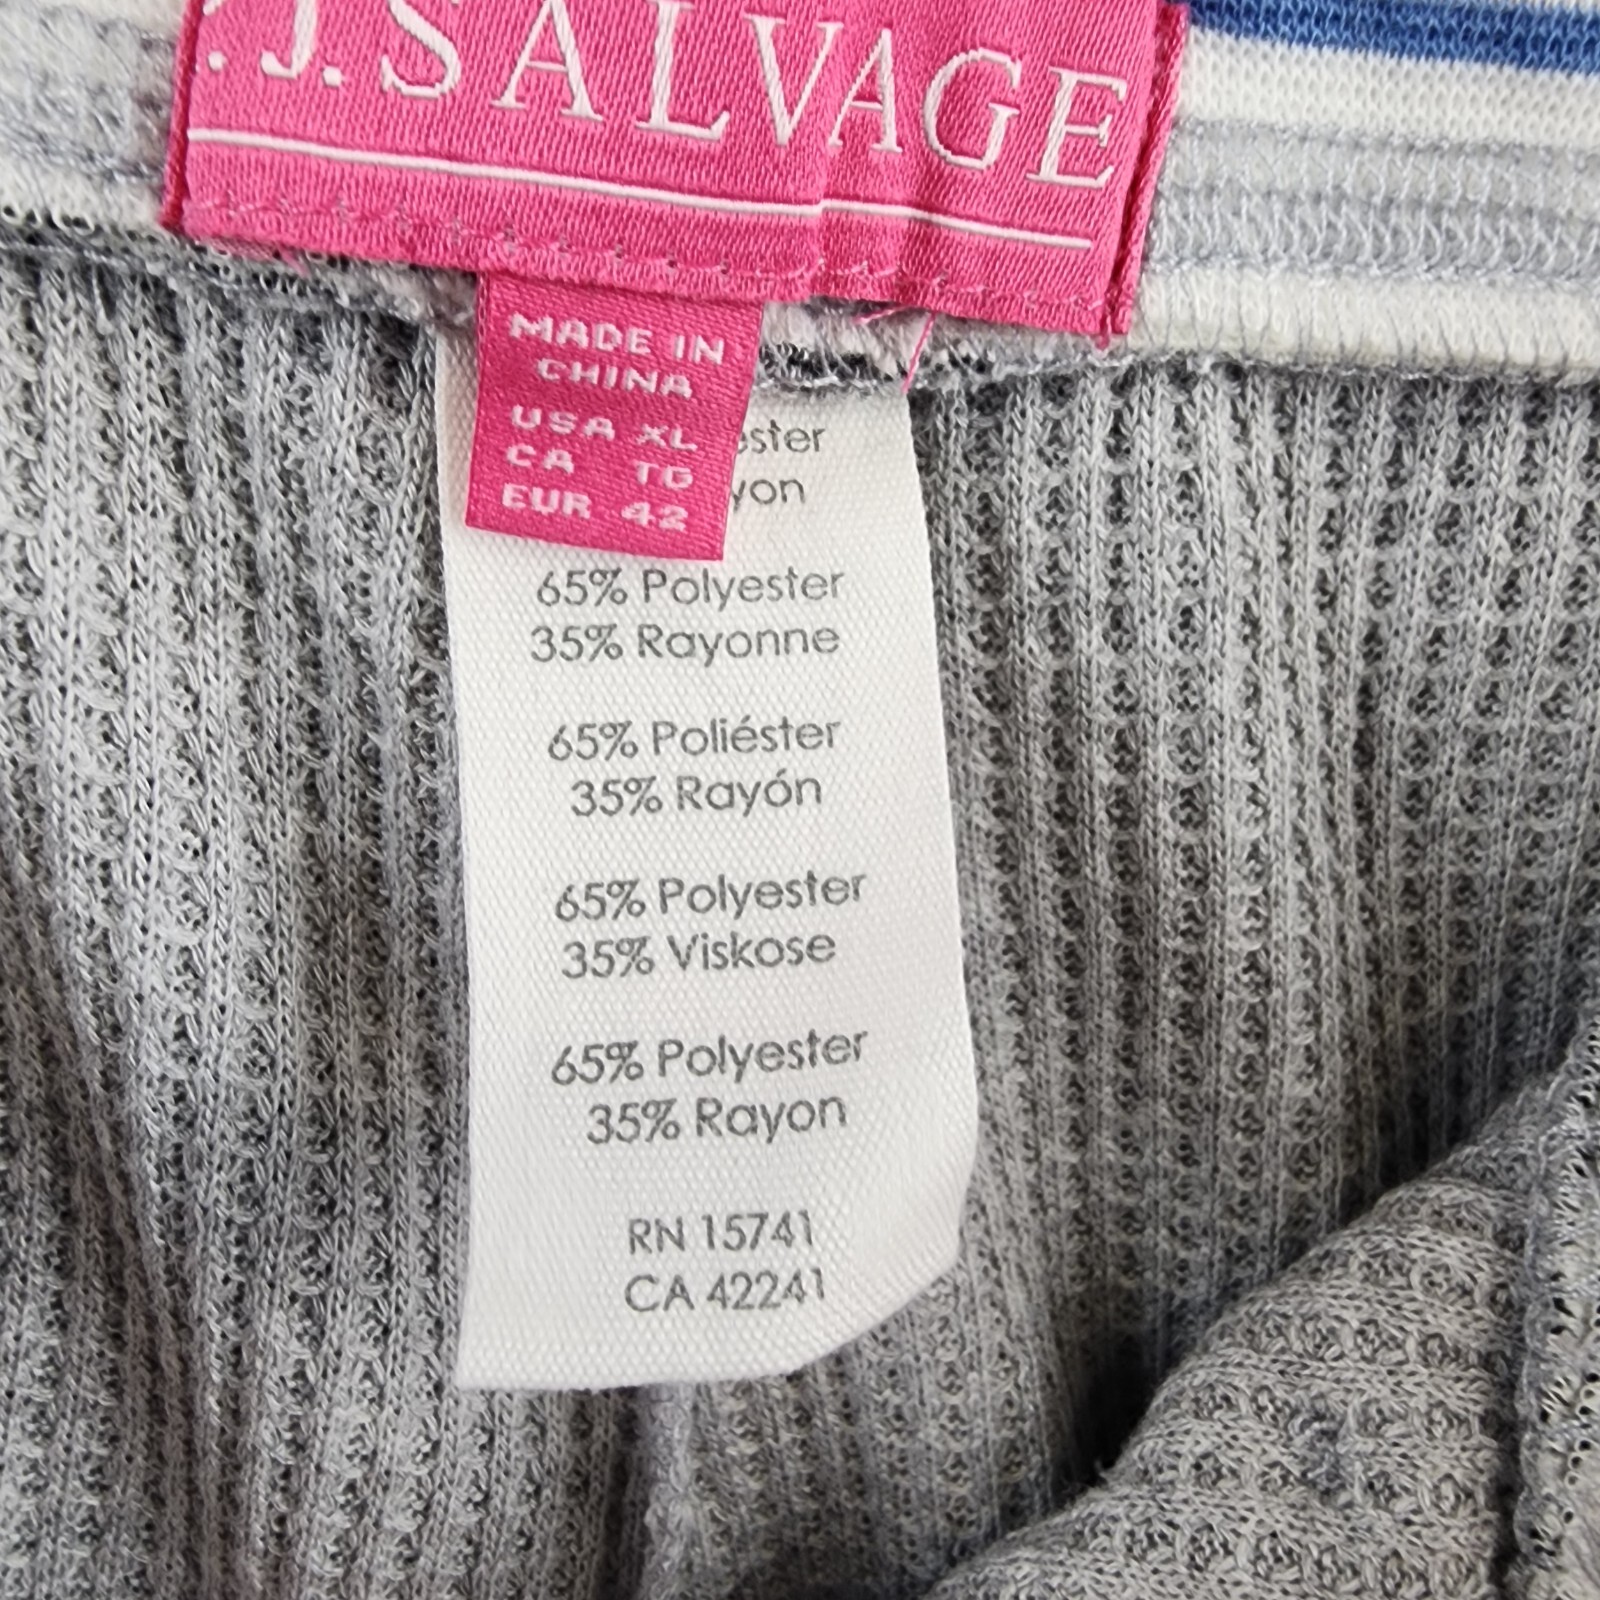 . J. SALVAGE
MADE IN
CHINA
USA XL
CA TG
EUR 42
ester
yon
65% Polyester
35% Rayonne
65% Poliéster
35% Rayón
65% Polyester
35% Viskose
65% Polyester
35% Rayon
RN 15741
CA 42241